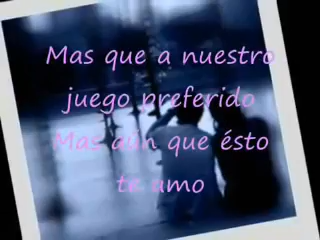 Mas que a nuestro
juego preferido
Mas aún que ésto
te amo